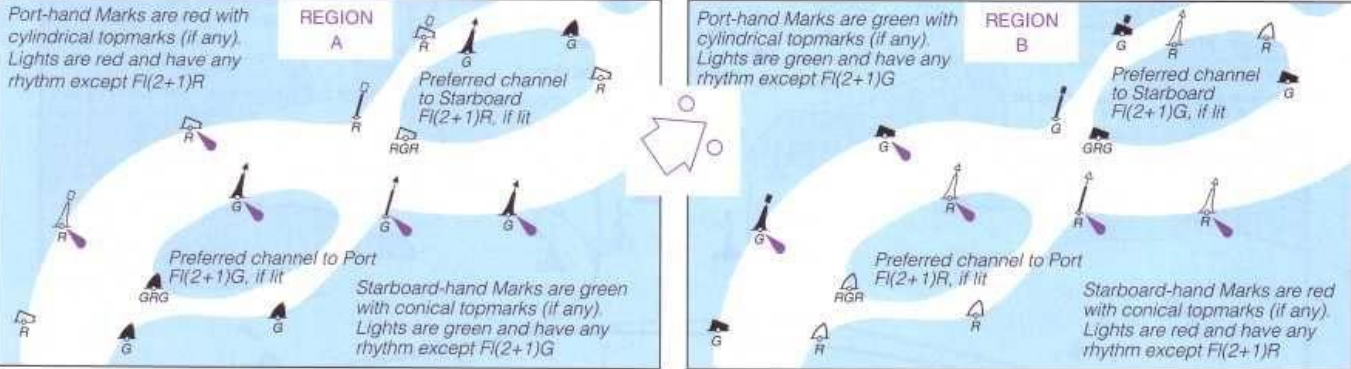 Port-hand Marks are red with
cylindrical topmarks (if any).
Lights are red and have any
rhythm except Fl(2+1)R
REGION
A
R
G
G
Preferred channel
to Starboard
Fl(2+1)R, if lit
R
R
R
RGR
G
R
G
G
Preferred channel to Port
Fl(2+1)G, if lit
GRG
Starboard-hand Marks are green
with conical topmarks (if any).
Lights are green and have any
rhythm except Fl(2+1)G
R
G
G
Port-hand Marks are green with
cylindrical topmarks (if any).
Lights are green and have any
rhythm except Fl(2+1)G
REGION
B
G
R
R
Preferred channel
to Starboard
Fl(2+1)G, if lit
G
G
G
GRG
R
G
R
R
Preferred channel to Port
Fl(2+1)R, if lit
RGR
Starboard-hand Marks are red
with conical topmarks (if any).
Lights are red and have any
rhythm except Fl(2+1)R
G
R
R